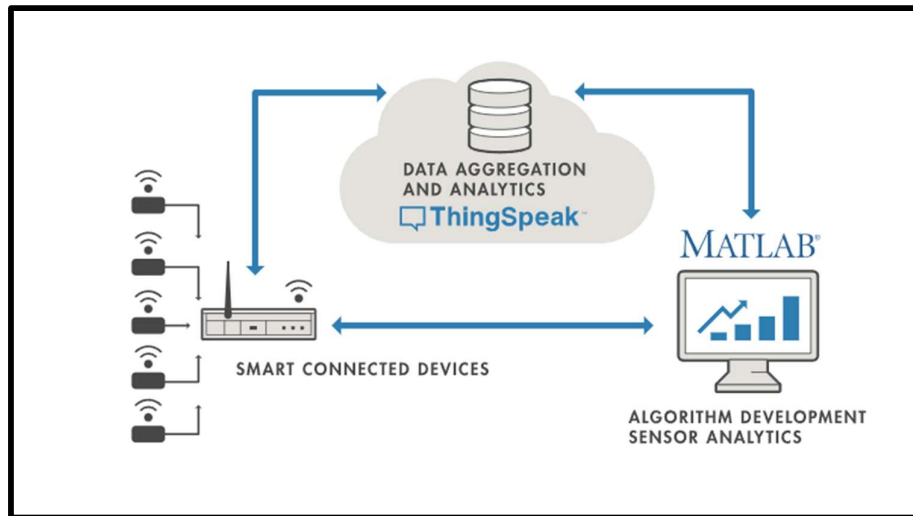 DATA AGGREGATION
AND ANALYTICS
ThingSpeak™
MATLAB®
SMART CONNECTED DEVICES
ALGORITHM DEVELOPMENT
SENSOR ANALYTICS